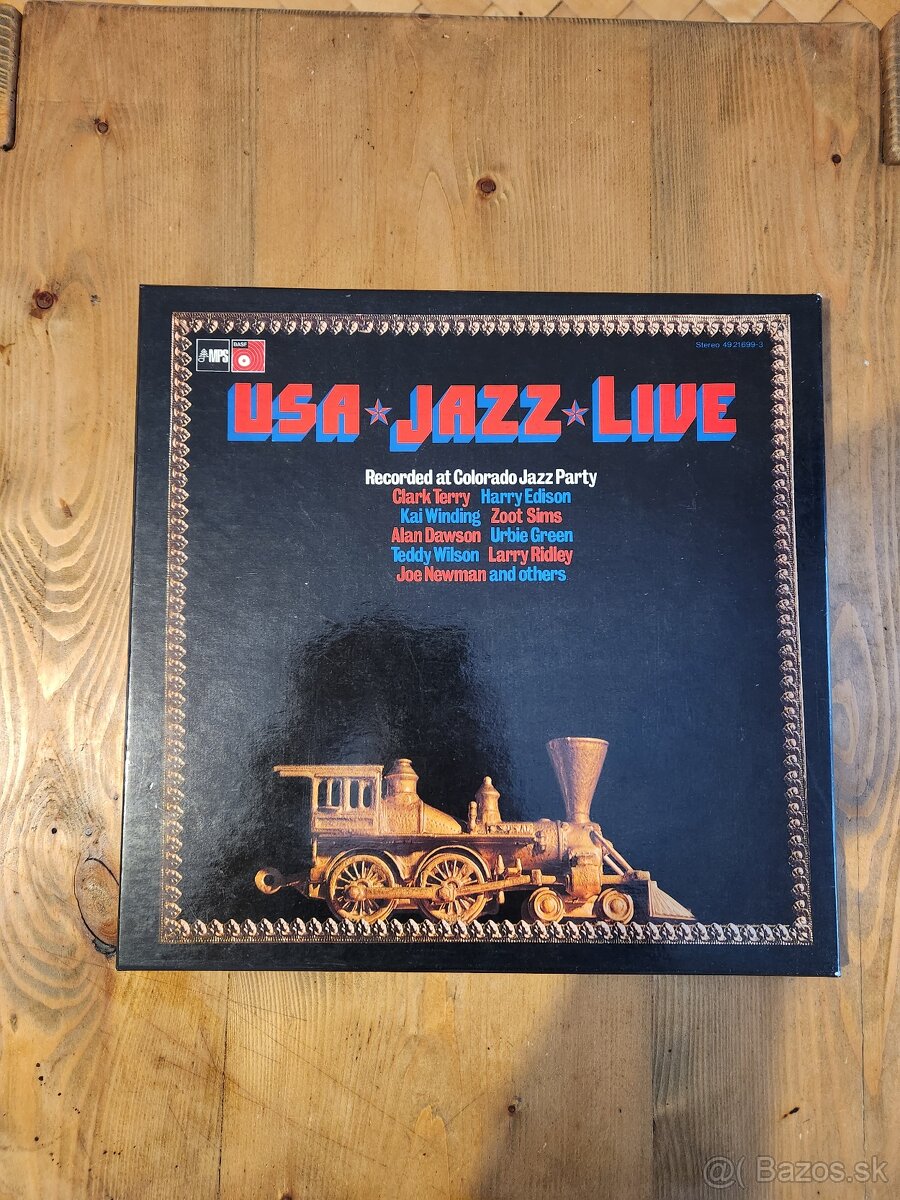 MPS BASF
Stereo 49 21699-3
USA★JAZZ★LIVE
Recorded at Colorado Jazz Party
Clark Terry Harry Edison
Kai Winding Zoot Sims
Alan Dawson Urbie Green
Teddy Wilson Larry Ridley
Joe Newman and others
@( Bazos.sk